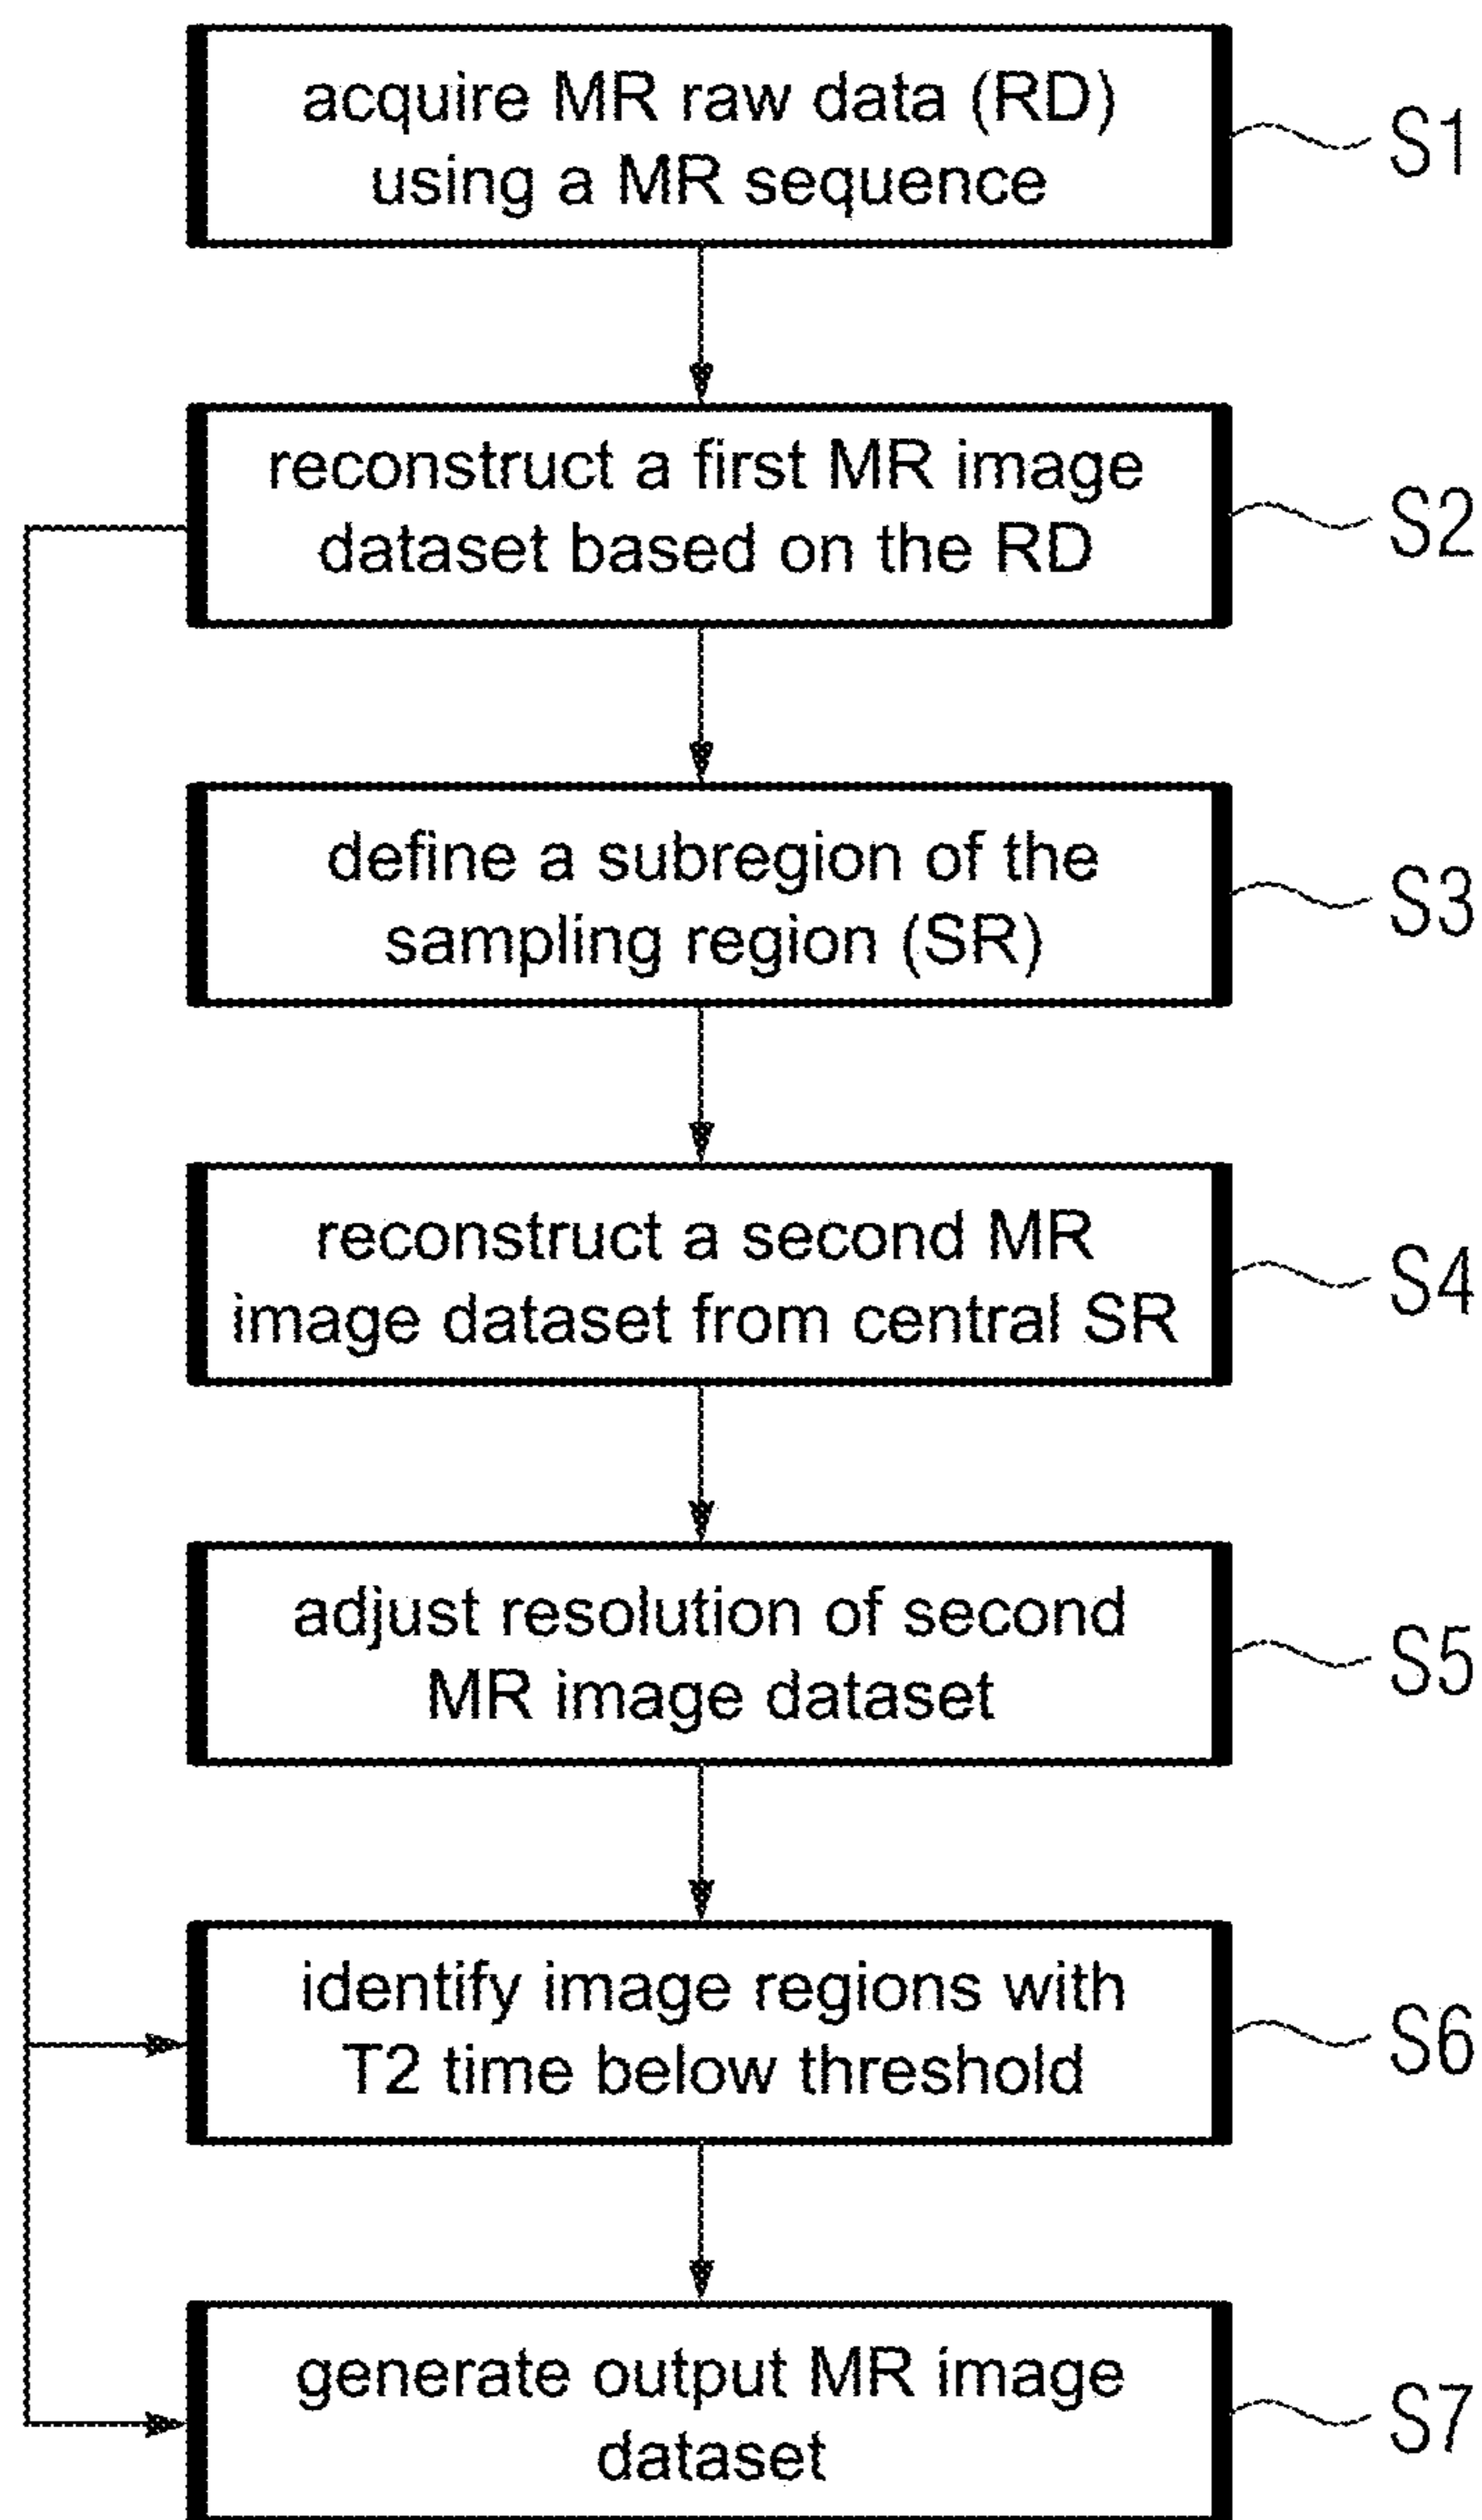 acquire MR raw data (RD)
using a MR sequence
S1
reconstruct a first MR image
dataset based on the RD
S2
define a subregion of the
sampling region (SR)
S3
reconstruct a second MR
image dataset from central SR
S4
adjust resolution of second
MR image dataset
S5
identify image regions with
T2 time below threshold
S6
generate output MR image
dataset
S7